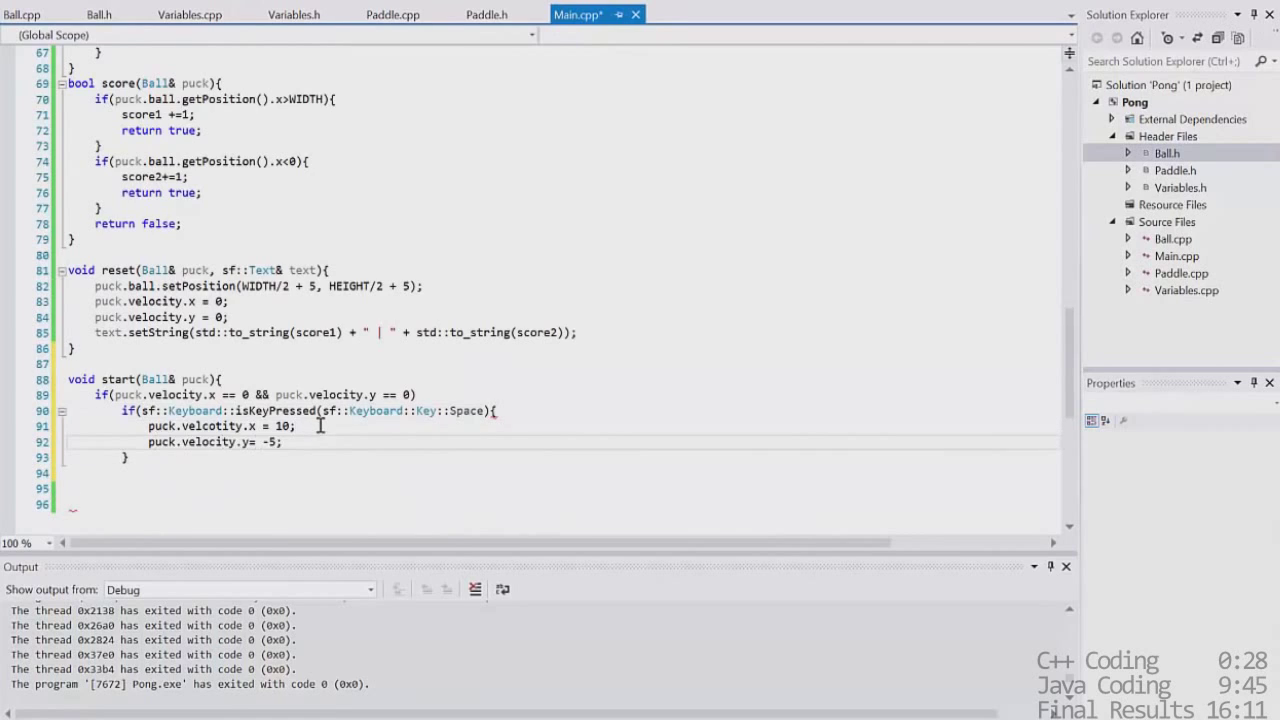 Ball.cpp Ball.h Variables.cpp Variables.h Paddle.cpp Paddle.h Main.cpp*
Solution Explorer
(Global Scope)
Search Solution Explorer (Ctrl+;)
Solution 'Pong' (1 project)
Pong
External Dependencies
Header Files
Ball.h
Paddle.h
Variables.h
Resource Files
Source Files
Ball.cpp
Main.cpp
Paddle.cpp
Variables.cpp
Properties
67 }
68 }
69 bool score(Ball& puck){
70 if(puck.ball.getPosition().x>WIDTH){
71 score1 +=1;
72 return true;
73 }
74 if(puck.ball.getPosition().x<0){
75 score2+=1;
76 return true;
77 }
78 return false;
79 }
80
81 void reset(Ball& puck, sf::Text& text){
82 puck.ball.setPosition(WIDTH/2 + 5, HEIGHT/2 + 5);
83 puck.velocity.x = 0;
84 puck.velocity.y = 0;
85 text.setString(std::to_string(score1) + " | " + std::to_string(score2));
86 }
87
88 void start(Ball& puck){
89 if(puck.velocity.x == 0 && puck.velocity.y == 0)
90 if(sf::Keyboard::isKeyPressed(sf::Keyboard::Key::Space){
91 puck.velcotity.x = 10;
92 puck.velocity.y= -5;
93 }
94
95
96
100 %
Output
Show output from: Debug
The thread 0x2138 has exited with code 0 (0x0).
The thread 0x26a0 has exited with code 0 (0x0).
The thread 0x2824 has exited with code 0 (0x0).
The thread 0x37e0 has exited with code 0 (0x0).
The thread 0x33b4 has exited with code 0 (0x0).
The program '[7672] Pong.exe' has exited with code 0 (0x0).
C++ Coding 0:28
Java Coding 9:45
Final Results 16:11